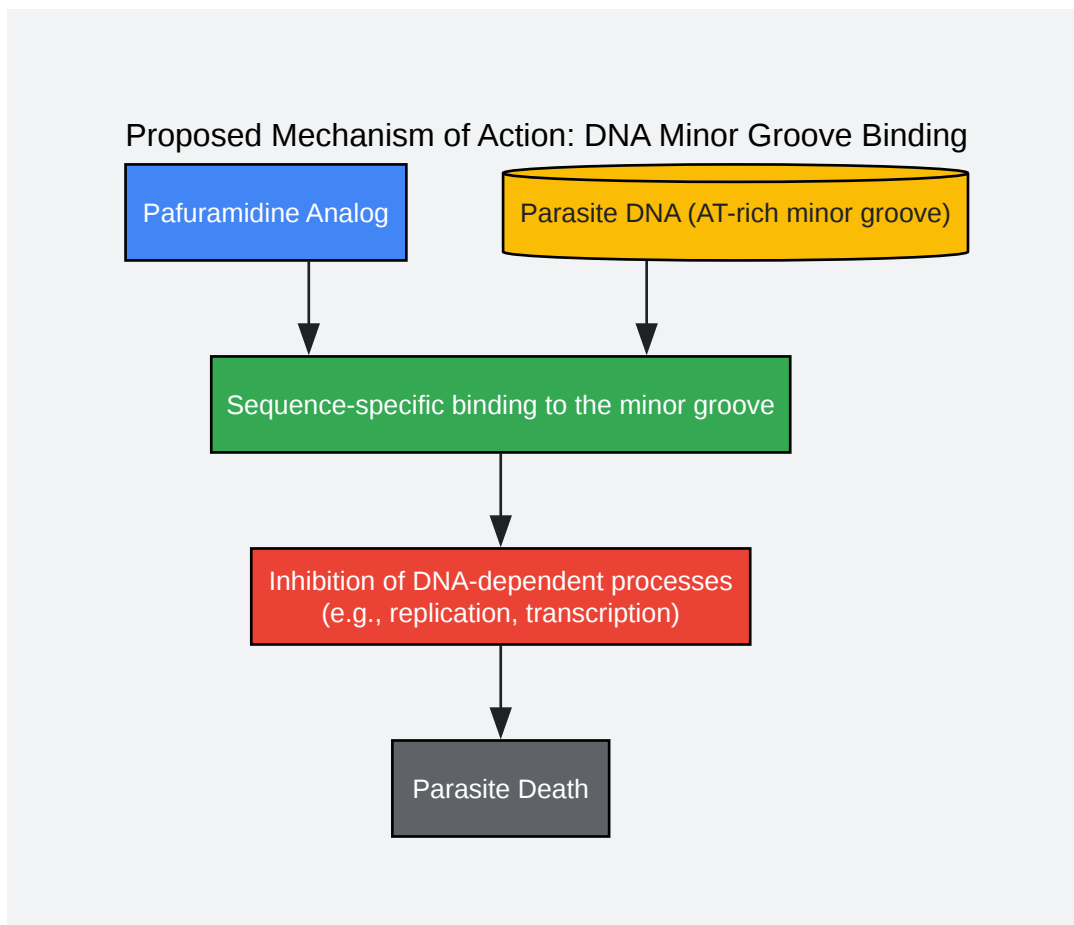 Proposed Mechanism of Action: DNA Minor Groove Binding
Pafuramidine Analog
Parasite DNA (AT-rich minor groove)
Sequence-specific binding to the minor groove
Inhibition of DNA-dependent processes
(e.g., replication, transcription)
Parasite Death